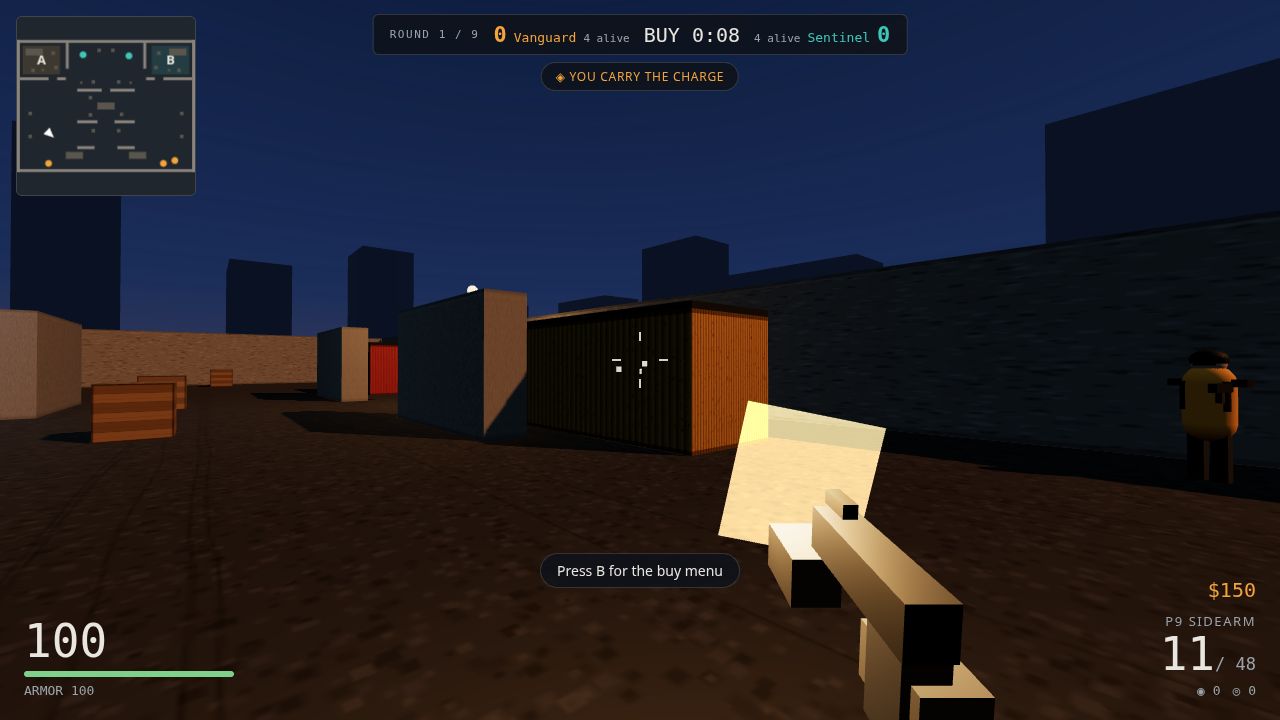 A
B
ROUND 1 / 9 0 Vanguard 4 alive BUY 0:08 4 alive Sentinel 0
◈ YOU CARRY THE CHARGE
Press B for the buy menu
100
ARMOR 100
$150
P9 SIDEARM
11 / 48
◉ 0 ◎ 0